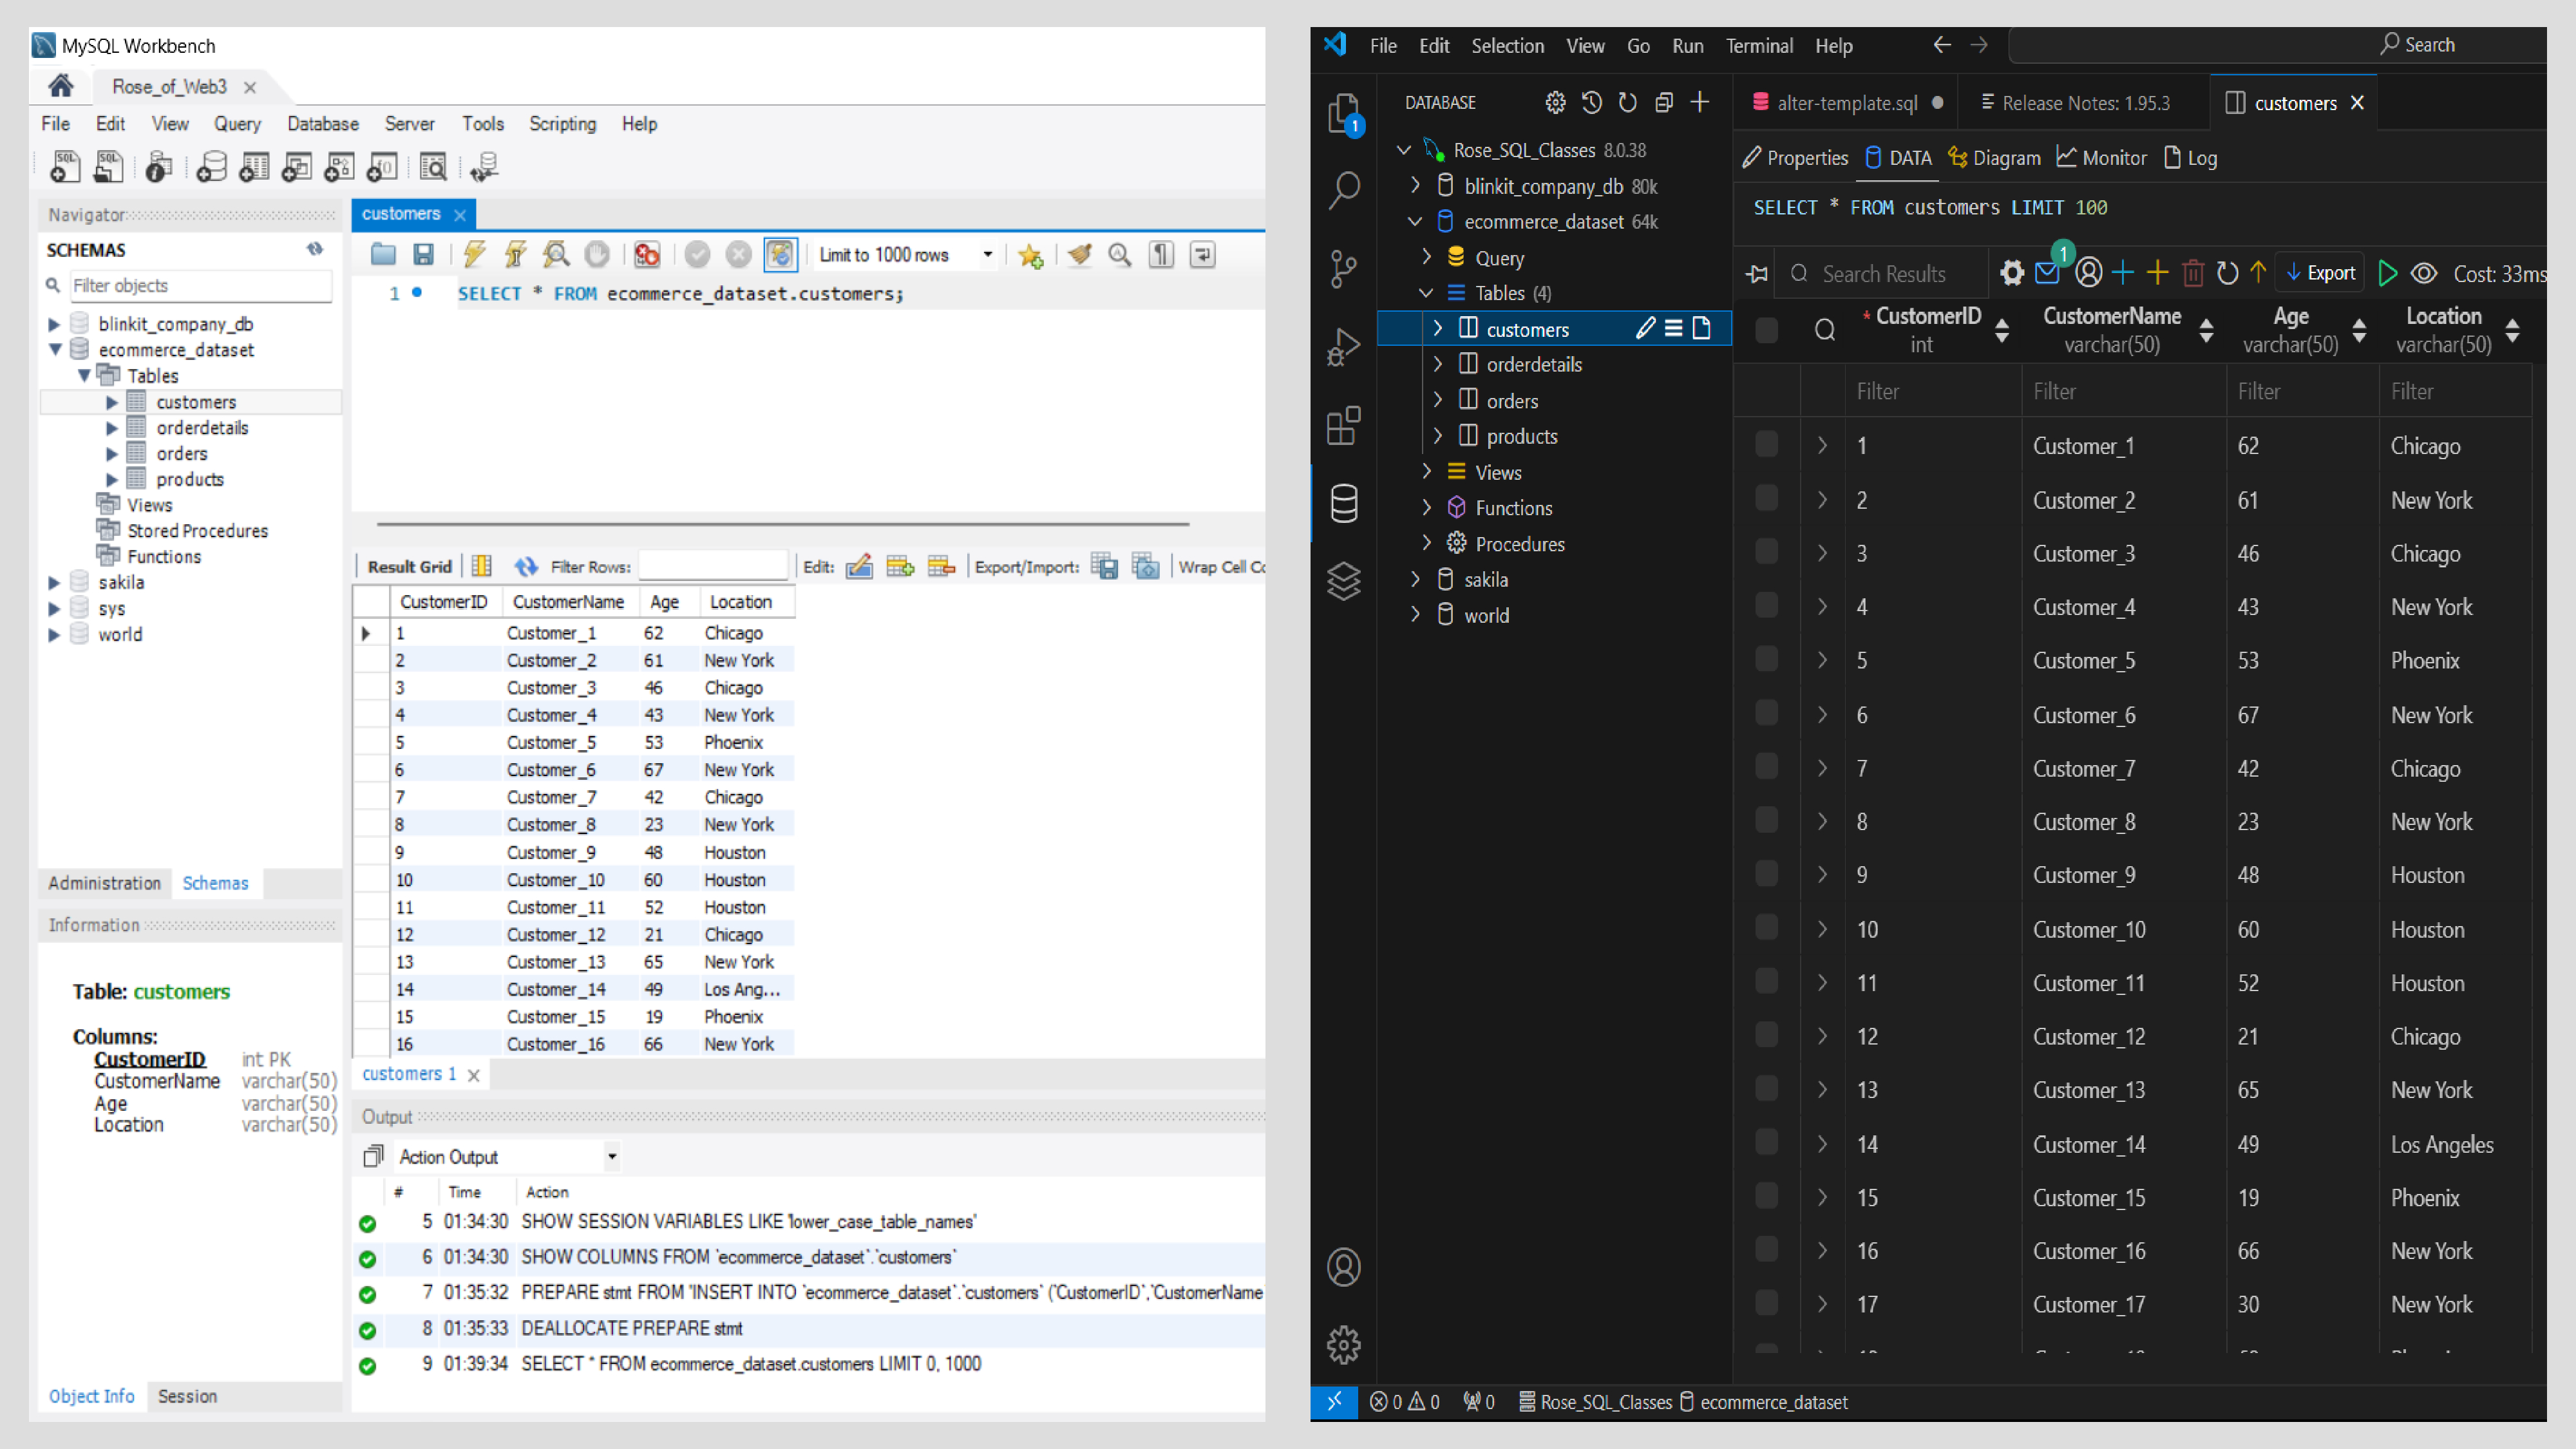 MySQL Workbench
Rose_of_Web3
File Edit View Query Database Server Tools Scripting Help
Navigator
SCHEMAS
Filter objects
blinkit_company_db
ecommerce_dataset
Tables
customers
orderdetails
orders
products
Views
Stored Procedures
Functions
sakila
sys
world
Administration Schemas
Information
Table: customers
Columns:
CustomerID int PK
CustomerName varchar(50)
Age varchar(50)
Location varchar(50)
Object Info Session
customers
Limit to 1000 rows
1 SELECT * FROM ecommerce_dataset.customers;
Result Grid Filter Rows: Edit: Export/Import: Wrap Cell Co
CustomerID CustomerName Age Location
1 Customer_1 62 Chicago
2 Customer_2 61 New York
3 Customer_3 46 Chicago
4 Customer_4 43 New York
5 Customer_5 53 Phoenix
6 Customer_6 67 New York
7 Customer_7 42 Chicago
8 Customer_8 23 New York
9 Customer_9 48 Houston
10 Customer_10 60 Houston
11 Customer_11 52 Houston
12 Customer_12 21 Chicago
13 Customer_13 65 New York
14 Customer_14 49 Los Ang...
15 Customer_15 19 Phoenix
16 Customer_16 66 New York
customers 1
Output
Action Output
# Time Action
5 01:34:30 SHOW SESSION VARIABLES LIKE 'lower_case_table_names'
6 01:34:30 SHOW COLUMNS FROM `ecommerce_dataset`.`customers`
7 01:35:32 PREPARE stmt FROM 'INSERT INTO `ecommerce_dataset`.`customers` (`CustomerID`,`CustomerName
8 01:35:33 DEALLOCATE PREPARE stmt
9 01:39:34 SELECT * FROM ecommerce_dataset.customers LIMIT 0, 1000
File Edit Selection View Go Run Terminal Help Search
1
DATABASE
Rose_SQL_Classes 8.0.38
blinkit_company_db 80k
ecommerce_dataset 64k
Query
Tables (4)
customers
orderdetails
orders
products
Views
Functions
Procedures
sakila
world
alter-template.sql Release Notes: 1.95.3 customers
Properties DATA Diagram Monitor Log
SELECT * FROM customers LIMIT 100
Search Results 1 Export Cost: 33ms
* CustomerID CustomerName Age Location
int varchar(50) varchar(50) varchar(50)
Filter Filter Filter Filter
1 Customer_1 62 Chicago
2 Customer_2 61 New York
3 Customer_3 46 Chicago
4 Customer_4 43 New York
5 Customer_5 53 Phoenix
6 Customer_6 67 New York
7 Customer_7 42 Chicago
8 Customer_8 23 New York
9 Customer_9 48 Houston
10 Customer_10 60 Houston
11 Customer_11 52 Houston
12 Customer_12 21 Chicago
13 Customer_13 65 New York
14 Customer_14 49 Los Angeles
15 Customer_15 19 Phoenix
16 Customer_16 66 New York
17 Customer_17 30 New York
0 0 0 Rose_SQL_Classes ecommerce_dataset